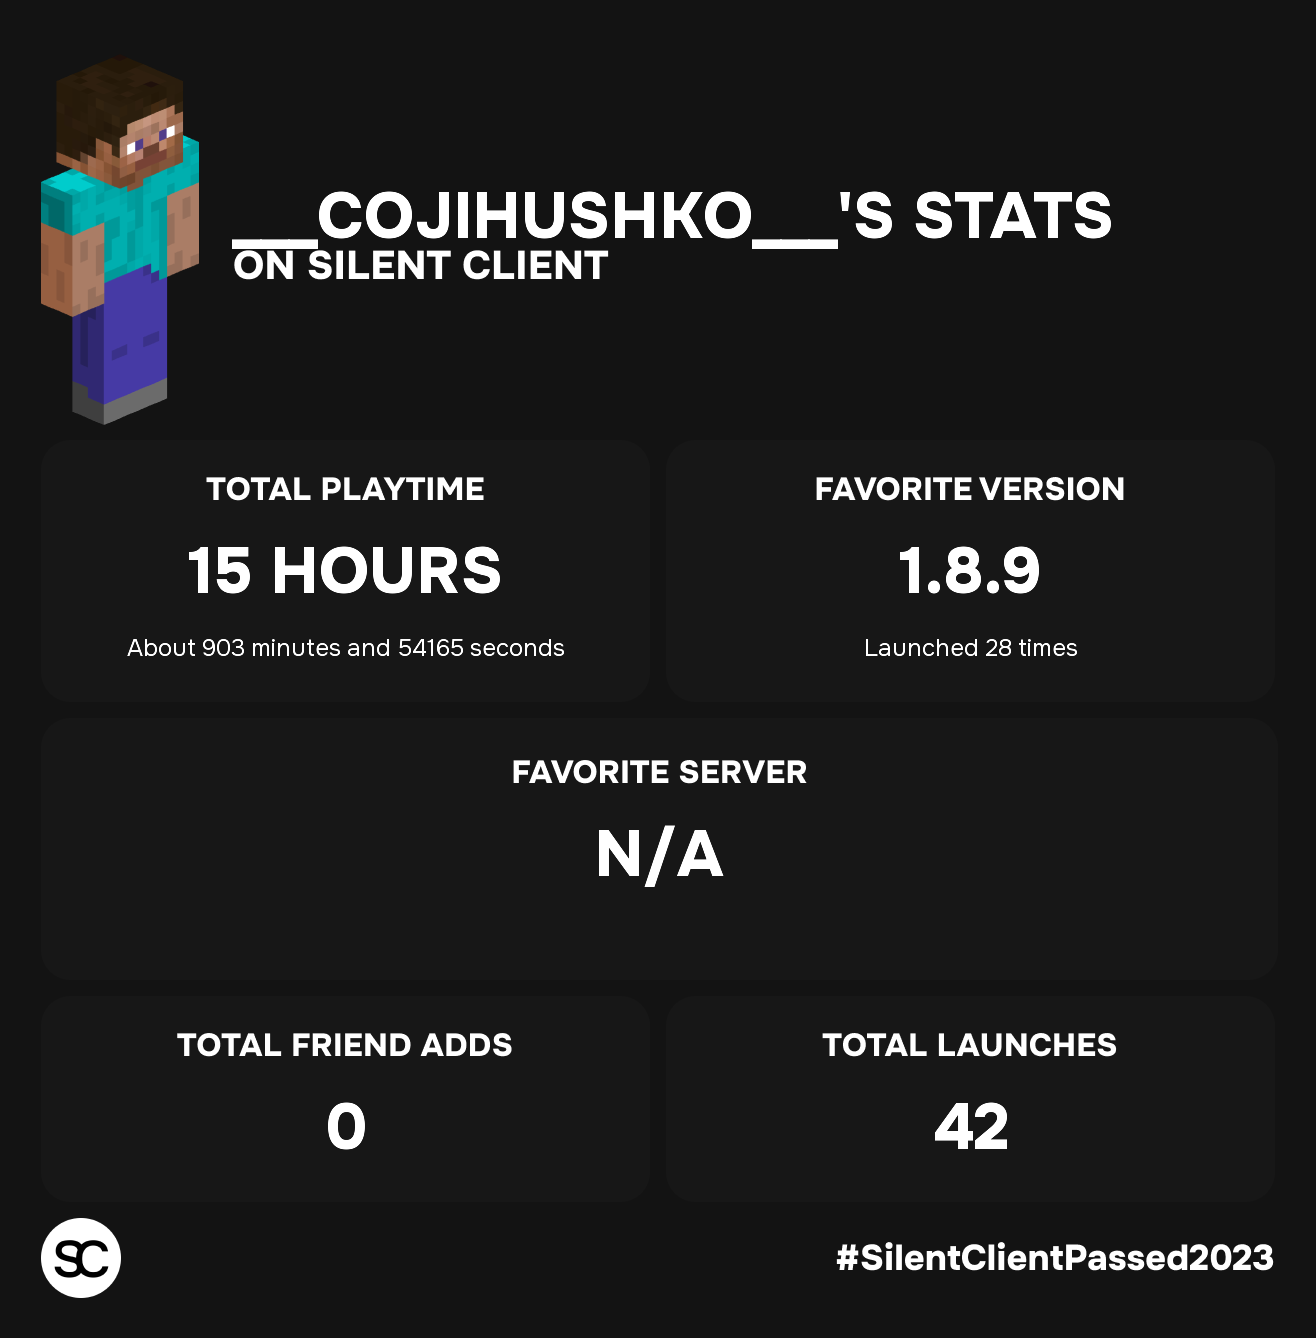 ___COJIHUSHKO___'S STATS
ON SILENT CLIENT
TOTAL PLAYTIME
15 HOURS
About 903 minutes and 54165 seconds
FAVORITE VERSION
1.8.9
Launched 28 times
FAVORITE SERVER
N/A
TOTAL FRIEND ADDS
0
TOTAL LAUNCHES
42
SC
#SilentClientPassed2023